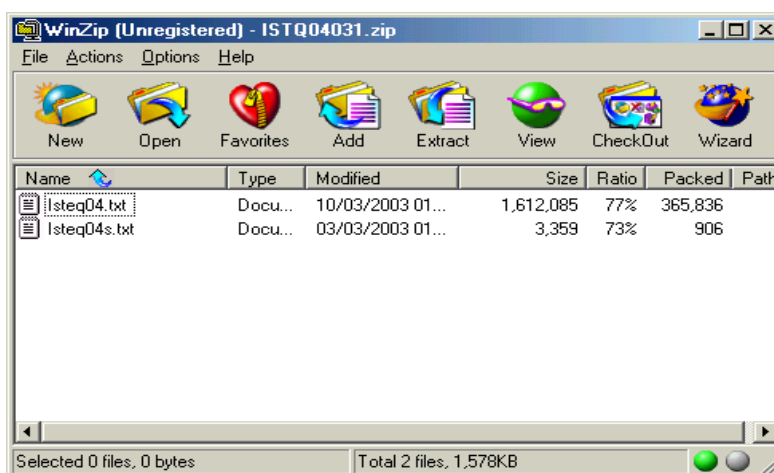 WinZip (Unregistered) - ISTQ04031.zip
File Actions Options Help
New Open Favorites Add Extract View CheckOut Wizard
Name Type Modified Size Ratio Packed Path
Isteq04.txt Docu... 10/03/2003 01... 1,612,085 77% 365,836
Isteq04s.txt Docu... 03/03/2003 01... 3,359 73% 906
Selected 0 files, 0 bytes Total 2 files, 1,578KB